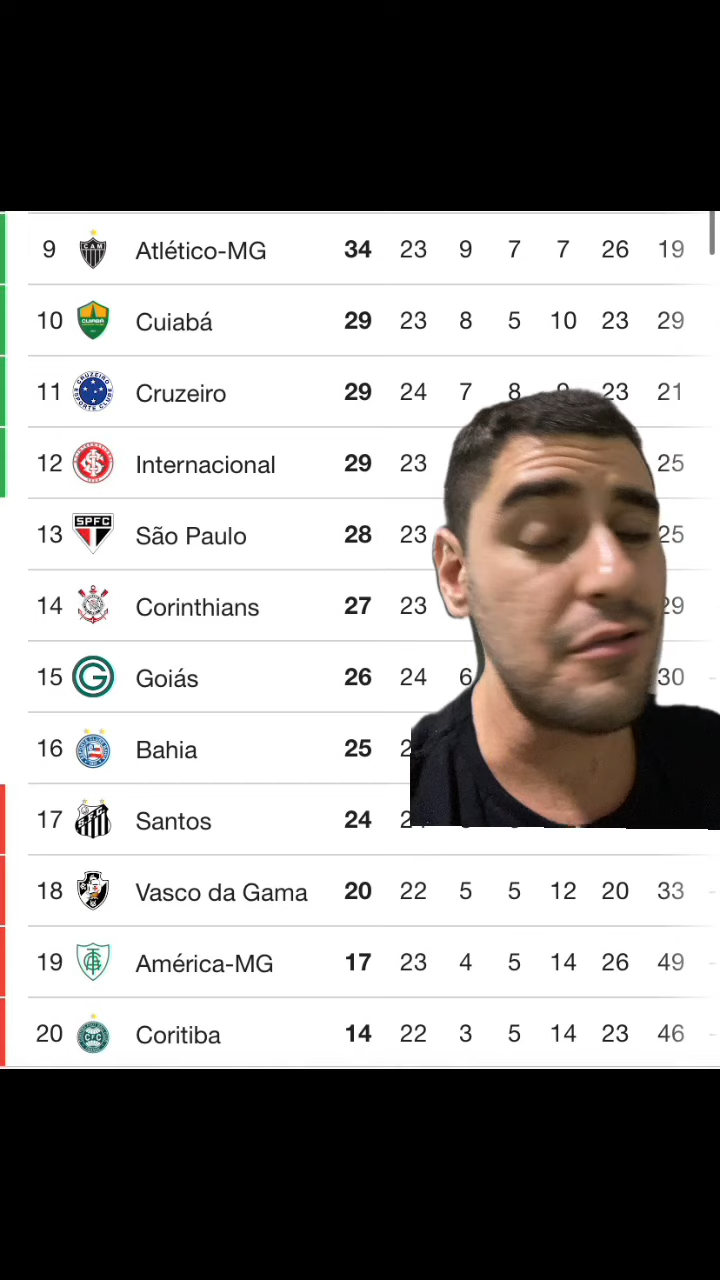 9 Atlético-MG 34 23 9 7 7 26 19
10 Cuiabá 29 23 8 5 10 23 29
11 Cruzeiro 29 24 7 8 9 23 21
12 Internacional 29 23 25
13 São Paulo 28 23 25
14 Corinthians 27 23 29
15 Goiás 26 24 6 30
16 Bahia 25
17 Santos 24
18 Vasco da Gama 20 22 5 5 12 20 33
19 América-MG 17 23 4 5 14 26 49
20 Coritiba 14 22 3 5 14 23 46